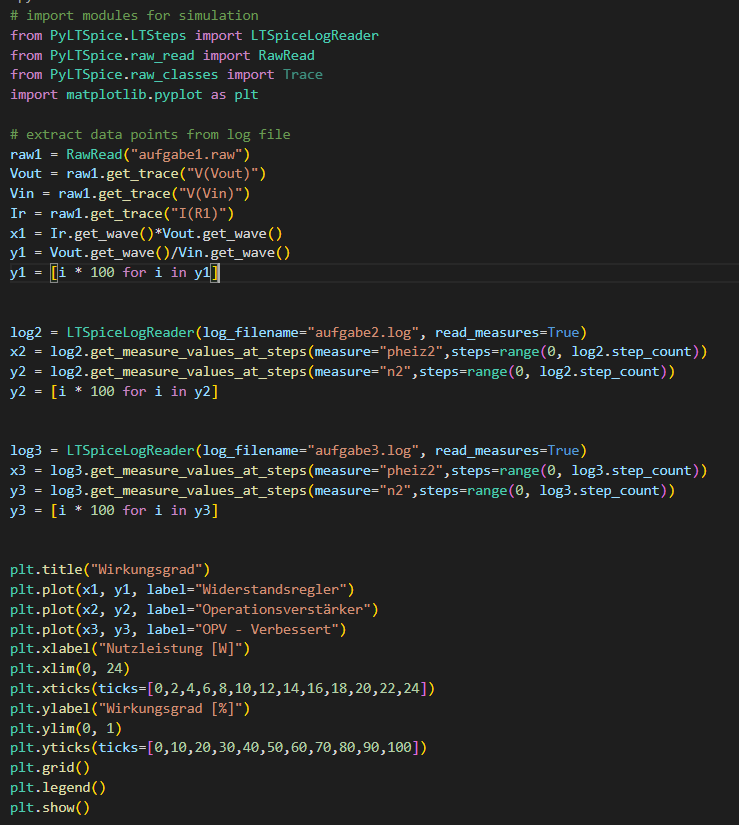 # import modules for simulation
from PyLTSpice.LTSteps import LTSpiceLogReader
from PyLTSpice.raw_read import RawRead
from PyLTSpice.raw_classes import Trace
import matplotlib.pyplot as plt
# extract data points from log file
raw1 = RawRead("aufgabe1.raw")
Vout = raw1.get_trace("V(Vout)")
Vin = raw1.get_trace("V(Vin)")
Ir = raw1.get_trace("I(R1)")
x1 = Ir.get_wave()*Vout.get_wave()
y1 = Vout.get_wave()/Vin.get_wave()
y1 = [i * 100 for i in y1]
log2 = LTSpiceLogReader(log_filename="aufgabe2.log", read_measures=True)
x2 = log2.get_measure_values_at_steps(measure="pheiz2",steps=range(0, log2.step_count))
y2 = log2.get_measure_values_at_steps(measure="n2",steps=range(0, log2.step_count))
y2 = [i * 100 for i in y2]
log3 = LTSpiceLogReader(log_filename="aufgabe3.log", read_measures=True)
x3 = log3.get_measure_values_at_steps(measure="pheiz2",steps=range(0, log3.step_count))
y3 = log3.get_measure_values_at_steps(measure="n2",steps=range(0, log3.step_count))
y3 = [i * 100 for i in y3]
plt.title("Wirkungsgrad")
plt.plot(x1, y1, label="Widerstandsregler")
plt.plot(x2, y2, label="Operationsverstärker")
plt.plot(x3, y3, label="OPV - Verbessert")
plt.xlabel("Nutzleistung [W]")
plt.xlim(0, 24)
plt.xticks(ticks=[0,2,4,6,8,10,12,14,16,18,20,22,24])
plt.ylabel("Wirkungsgrad [%]")
plt.ylim(0, 1)
plt.yticks(ticks=[0,10,20,30,40,50,60,70,80,90,100])
plt.grid()
plt.legend()
plt.show()